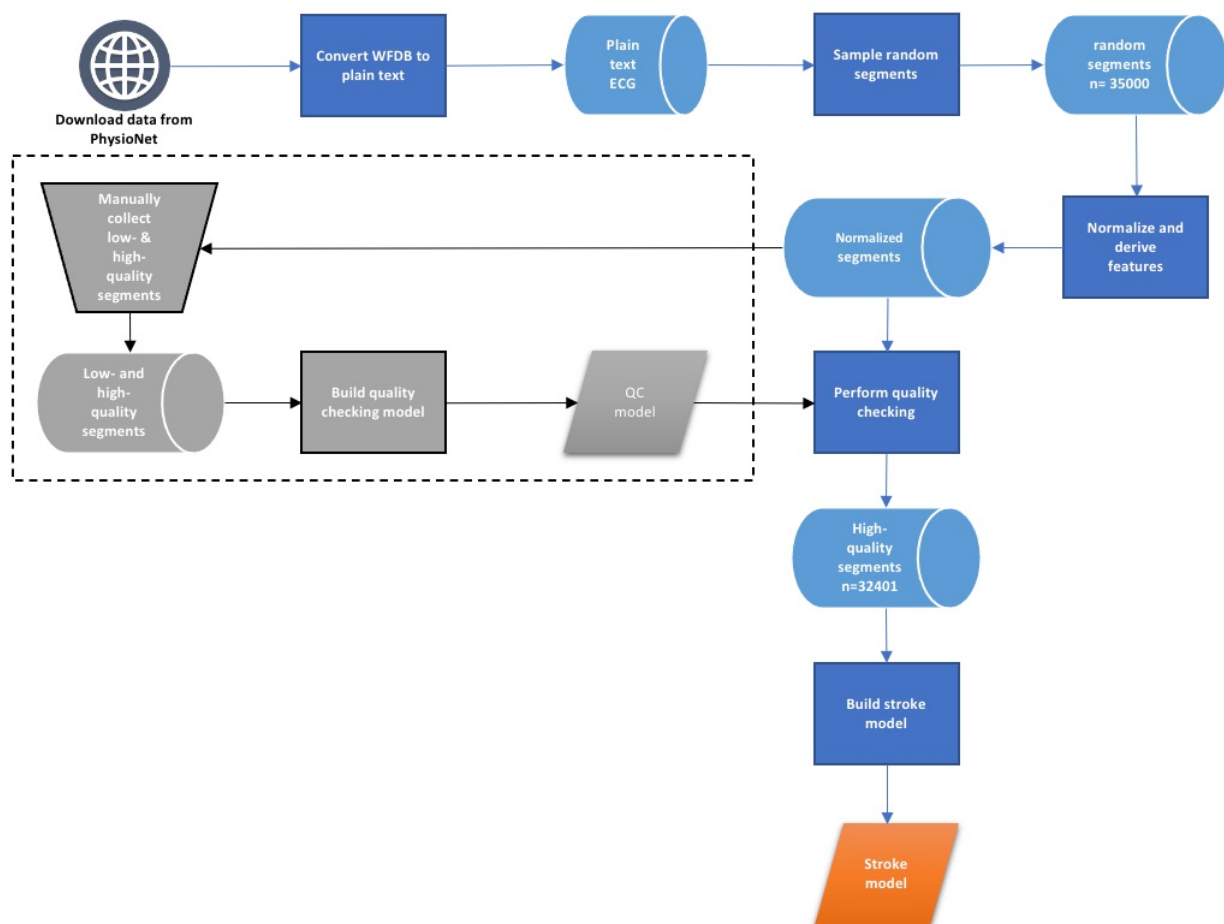 Download data from
PhysioNet
Convert WFDB to
plain text
Plain
text
ECG
Sample random
segments
random
segments
n= 35000
Manually
collect
low- &
high-
quality
segments
Normalized
segments
Normalize and
derive
features
Low- and
high-
quality
segments
Build quality
checking model
QC
model
Perform quality
checking
High-
quality
segments
n=32401
Build stroke
model
Stroke
model